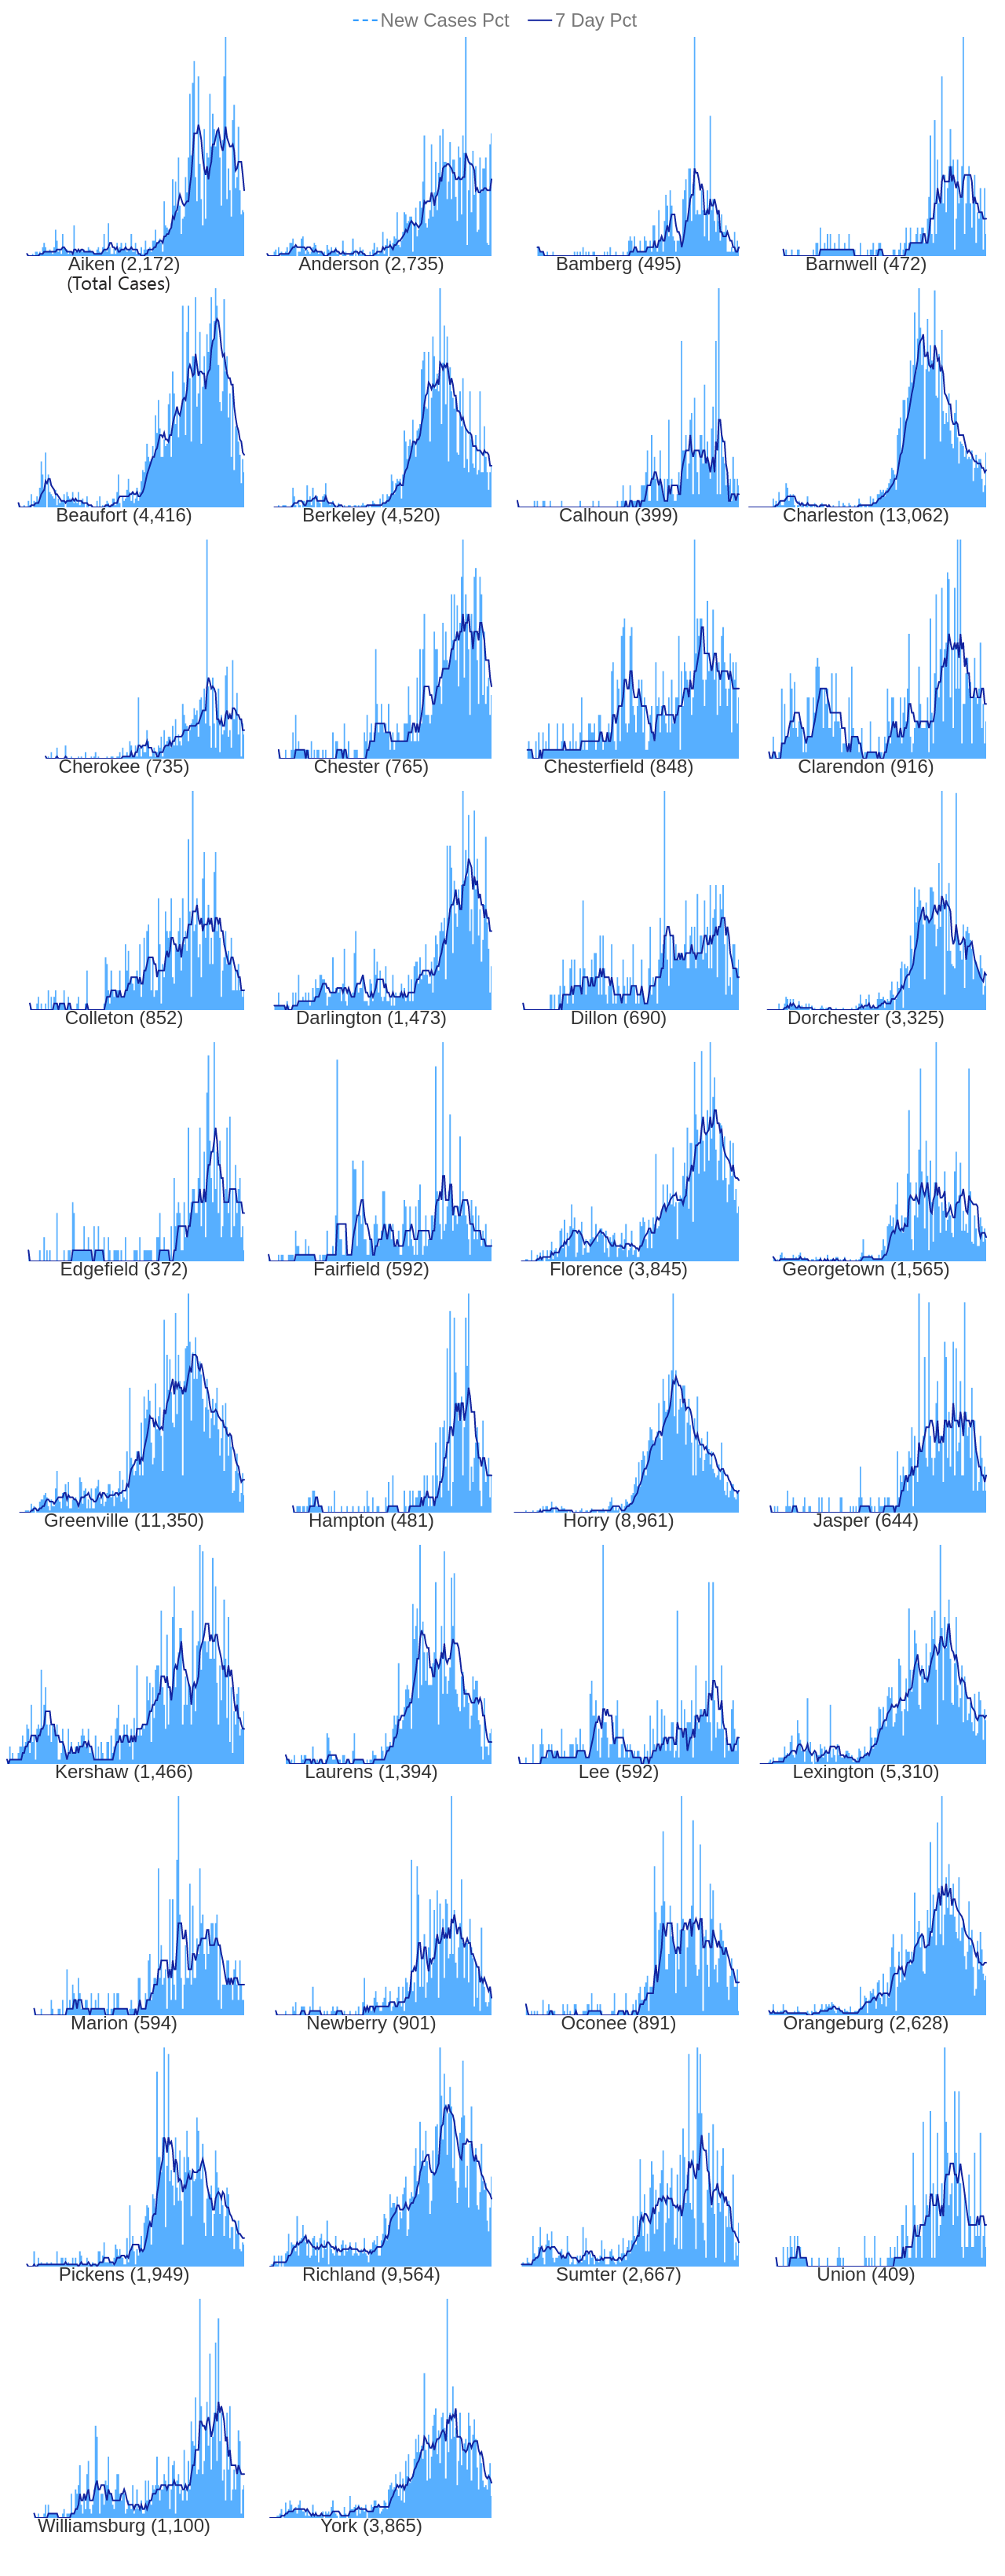 New Cases Pct 7 Day Pct
Aiken (2,172) Anderson (2,735) Bamberg (495) Barnwell (472)
(Total Cases)
Beaufort (4,416) Berkeley (4,520) Calhoun (399) Charleston (13,062)
Cherokee (735) Chester (765) Chesterfield (848) Clarendon (916)
Colleton (852) Darlington (1,473) Dillon (690) Dorchester (3,325)
Edgefield (372) Fairfield (592) Florence (3,845) Georgetown (1,565)
Greenville (11,350) Hampton (481) Horry (8,961) Jasper (644)
Kershaw (1,466) Laurens (1,394) Lee (592) Lexington (5,310)
Marion (594) Newberry (901) Oconee (891) Orangeburg (2,628)
Pickens (1,949) Richland (9,564) Sumter (2,667) Union (409)
Williamsburg (1,100) York (3,865)